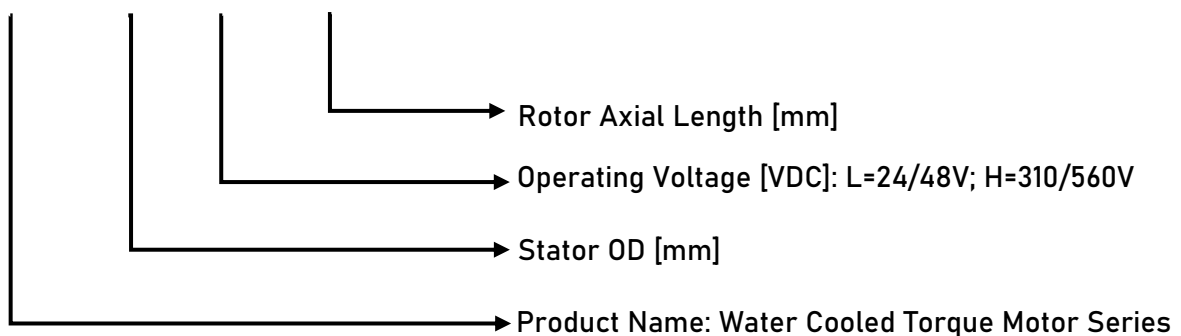 Rotor Axial Length [mm]
Operating Voltage [VDC]: L=24/48V; H=310/560V
Stator OD [mm]
Product Name: Water Cooled Torque Motor Series